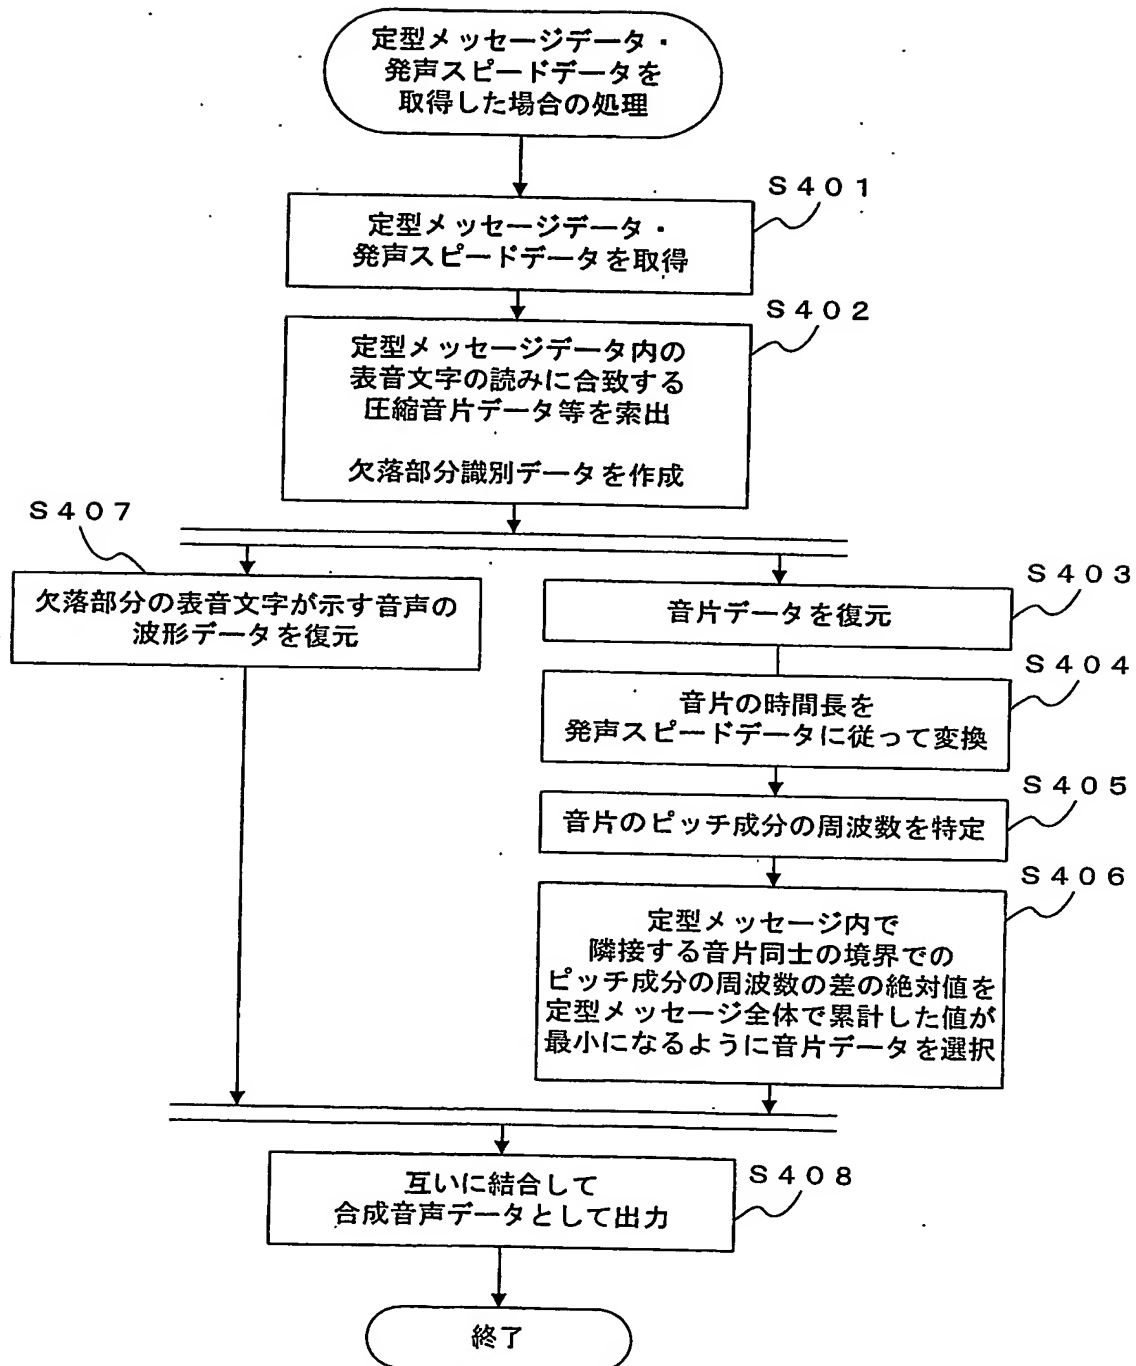 定型メッセージデータ・
発声スピードデータを
取得した場合の処理
S401
定型メッセージデータ・
発声スピードデータを取得
S402
定型メッセージデータ内の
表音文字の読みに合致する
圧縮音片データ等を索出
欠落部分識別データを作成
S407
欠落部分の表音文字が示す音声の
波形データを復元
S403
音片データを復元
S404
音片の時間長を
発声スピードデータに従って変換
S405
音片のピッチ成分の周波数を特定
S406
定型メッセージ内で
隣接する音片同士の境界での
ピッチ成分の周波数の差の絶対値を
定型メッセージ全体で累計した値が
最小になるように音片データを選択
S408
互いに結合して
合成音声データとして出力
終了